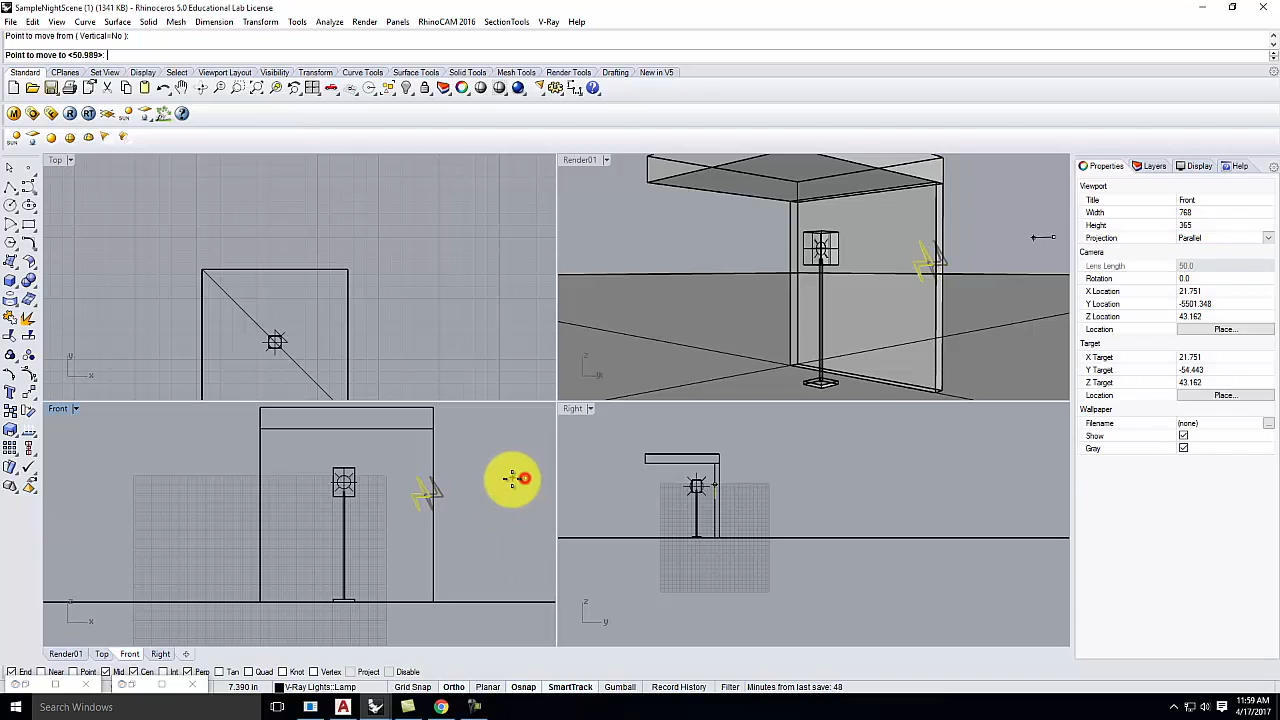 SampleNightScene (1) (1341 KB) - Rhinoceros 5.0 Educational Lab License
File Edit View Curve Surface Solid Mesh Dimension Transform Tools Analyze Render Panels RhinoCAM 2016 SectionTools V-Ray Help
Point to move from ( Vertical=No ):
Point to move to <50.989>:
Standard CPlanes Set View Display Select Viewport Layout Visibility Transform Curve Tools Surface Tools Solid Tools Mesh Tools Render Tools Drafting New in V5
M R RT SUN
SUN
Top
y
x
Render01
z
Front
x
Right
z
y
Properties Layers Display Help
Viewport
Title Front
Width 768
Height 365
Projection Parallel
Camera
Lens Length 50.0
Rotation 0.0
X Location 21.751
Y Location -5501.348
Z Location 43.162
Location Place...
Target
X Target 21.751
Y Target -54.443
Z Target 43.162
Location Place...
Wallpaper
Filename (none) ...
Show
Gray
Render01 Top Front Right
End Near Point Mid Cen Int Perp Tan Quad Knot Vertex Project Disable
7.390 in V-Ray Lights::Lamp Grid Snap Ortho Planar Osnap SmartTrack Gumball Record History Filter Minutes from last save: 48
Search Windows
11:59 AM
4/17/2017